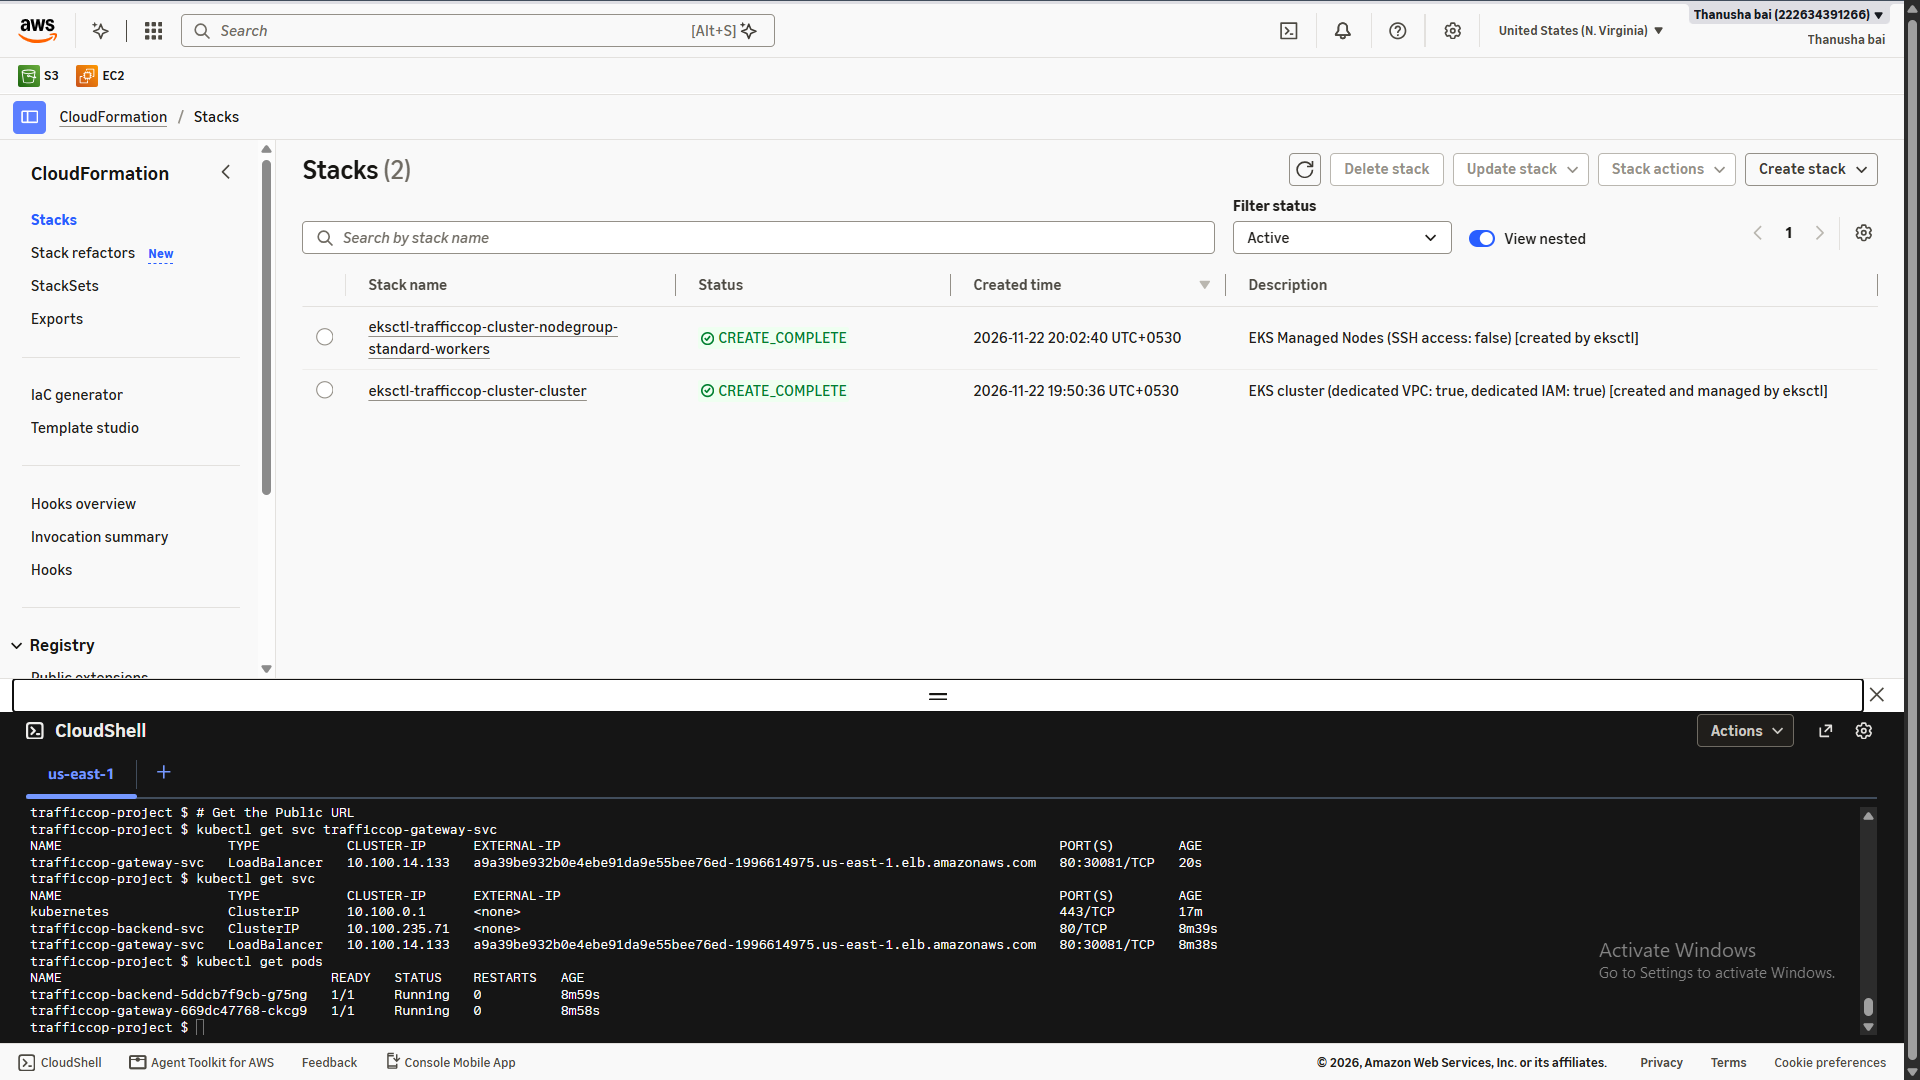 aws
Search
[Alt+S]
United States (N. Virginia)
Thanusha bai (222634391266)
Thanusha bai
S3
EC2
CloudFormation / Stacks
CloudFormation
Stacks
Stack refactors New
StackSets
Exports
IaC generator
Template studio
Hooks overview
Invocation summary
Hooks
Registry
Public extensions
Stacks (2)
Delete stack
Update stack
Stack actions
Create stack
Filter status
Search by stack name
Active
View nested
1
Stack name Status Created time Description
eksctl-trafficcop-cluster-nodegroup-
standard-workers
CREATE_COMPLETE 2026-11-22 20:02:40 UTC+0530 EKS Managed Nodes (SSH access: false) [created by eksctl]
eksctl-trafficcop-cluster-cluster CREATE_COMPLETE 2026-11-22 19:50:36 UTC+0530 EKS cluster (dedicated VPC: true, dedicated IAM: true) [created and managed by eksctl]
CloudShell
Actions
us-east-1
trafficcop-project $ # Get the Public URL
trafficcop-project $ kubectl get svc trafficcop-gateway-svc
NAME TYPE CLUSTER-IP EXTERNAL-IP PORT(S) AGE
trafficcop-gateway-svc LoadBalancer 10.100.14.133 a9a39be932b0e4ebe91da9e55bee76ed-1996614975.us-east-1.elb.amazonaws.com 80:30081/TCP 20s
trafficcop-project $ kubectl get svc
NAME TYPE CLUSTER-IP EXTERNAL-IP PORT(S) AGE
kubernetes ClusterIP 10.100.0.1 <none> 443/TCP 17m
trafficcop-backend-svc ClusterIP 10.100.235.71 <none> 80/TCP 8m39s
trafficcop-gateway-svc LoadBalancer 10.100.14.133 a9a39be932b0e4ebe91da9e55bee76ed-1996614975.us-east-1.elb.amazonaws.com 80:30081/TCP 8m38s
trafficcop-project $ kubectl get pods
NAME READY STATUS RESTARTS AGE
trafficcop-backend-5ddcb7f9cb-g75ng 1/1 Running 0 8m59s
trafficcop-gateway-669dc47768-ckcg9 1/1 Running 0 8m58s
trafficcop-project $
Activate Windows
Go to Settings to activate Windows.
CloudShell
Agent Toolkit for AWS
Feedback
Console Mobile App
© 2026, Amazon Web Services, Inc. or its affiliates.
Privacy
Terms
Cookie preferences